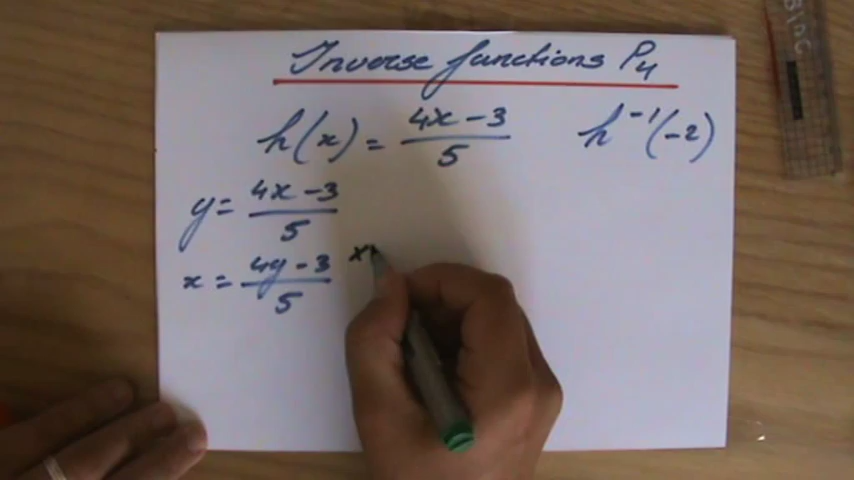 Inverse functions P4
h(x) = (4x - 3)/5 h⁻¹(-2)
y = (4x - 3)/5
x = (4y - 3)/5